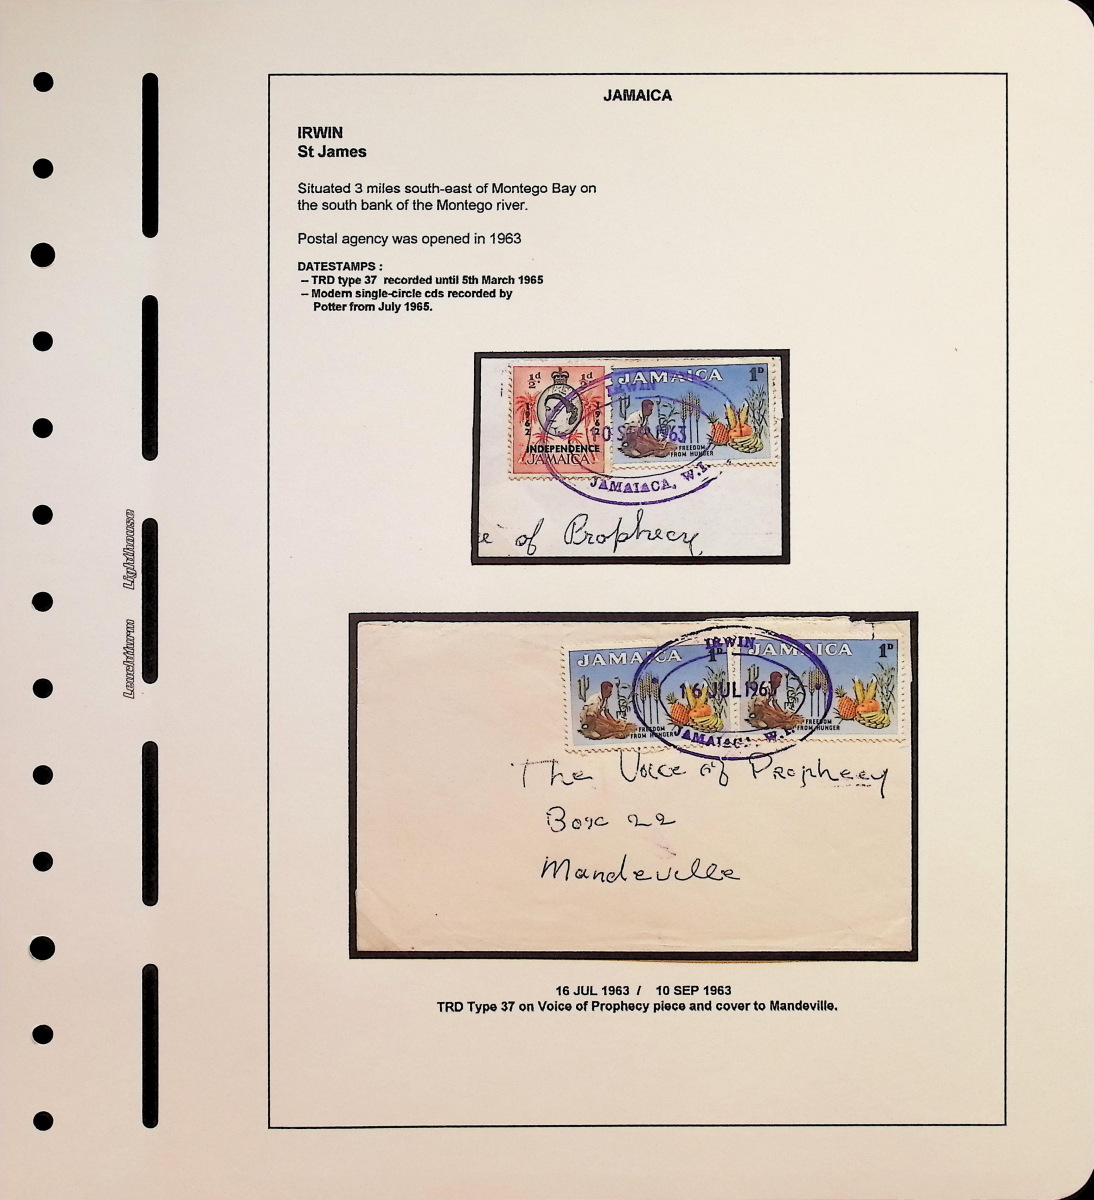 JAMAICA
IRWIN
St James
Situated 3 miles south-east of Montego Bay on
the south bank of the Montego river.
Postal agency was opened in 1963
DATESTAMPS :
– TRD type 37 recorded until 5th March 1965
– Modern single-circle cds recorded by
Potter from July 1965.
½d ½d
1962 1962
INDEPENDENCE
JAMAICA
JAMAICA 1D
FREEDOM
FROM HUNGER
IRWIN
10 SEP 1963
JAMAIACA, W.I.
e of Prophecy
JAMAICA 1D
FREEDOM
FROM HUNGER
JAMAICA 1D
FREEDOM
FROM HUNGER
IRWIN
16 JUL 1963
JAMAIACA, W.I.
The Voice of Prophecy
Box 22
Mandeville
16 JUL 1963 / 10 SEP 1963
TRD Type 37 on Voice of Prophecy piece and cover to Mandeville.
Leuchtturm Lighthouse